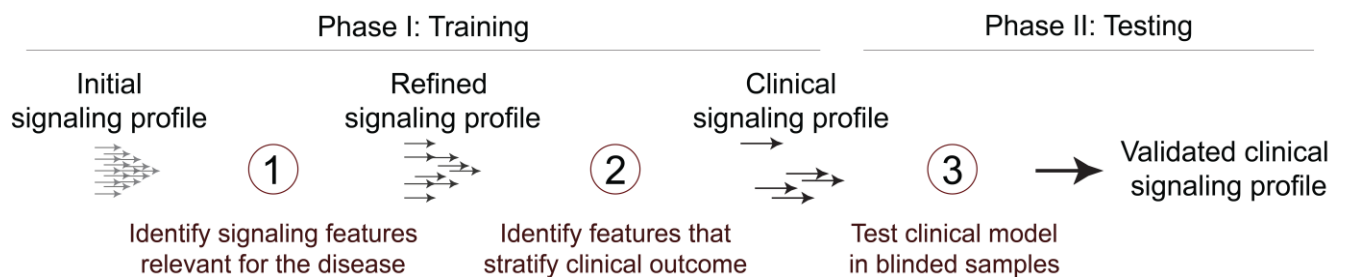 Phase I: Training
Phase II: Testing
Initial
signaling profile
Refined
signaling profile
Clinical
signaling profile
1
2
3
Validated clinical
signaling profile
Identify signaling features
relevant for the disease
Identify features that
stratify clinical outcome
Test clinical model
in blinded samples